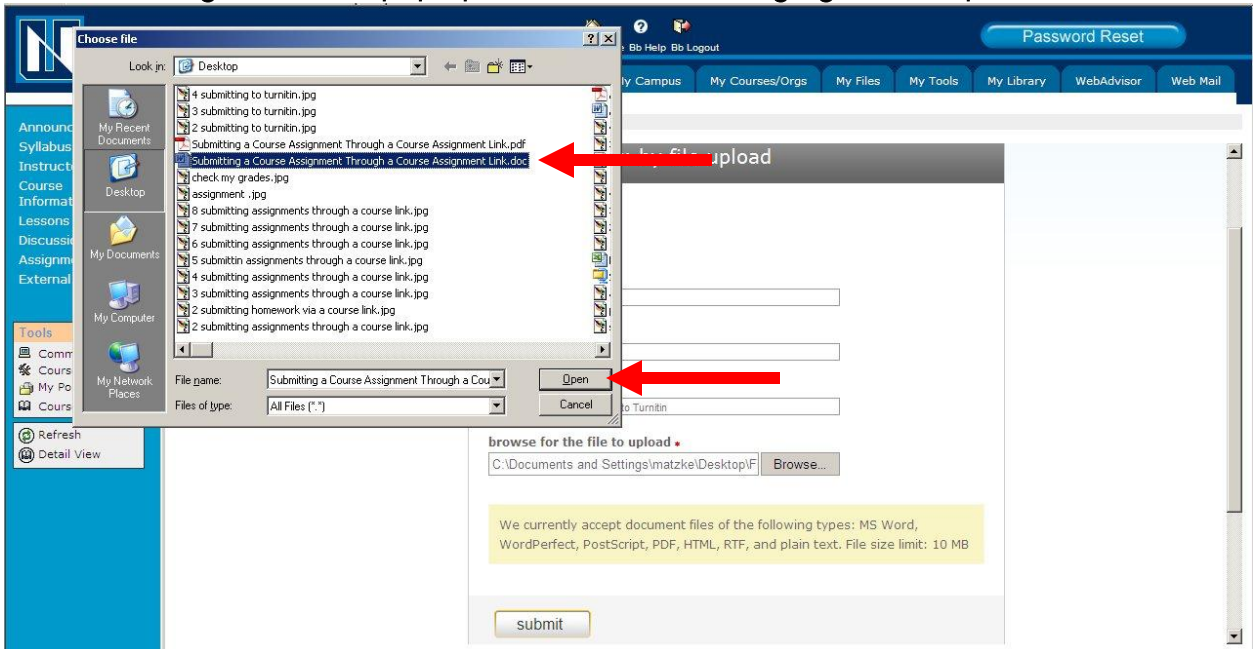 ? Bb Help Bb Logout
Password Reset
My Campus My Courses/Orgs My Files My Tools My Library WebAdvisor Web Mail
Choose file
Look in: Desktop
My Recent
Documents
Desktop
My Documents
My Computer
My Network
Places
4 submitting to turnitin.jpg
3 submitting to turnitin.jpg
2 submitting to turnitin.jpg
Submitting a Course Assignment Through a Course Assignment Link.pdf
Submitting a Course Assignment Through a Course Assignment Link.doc
check my grades.jpg
assignment .jpg
8 submitting assignments through a course link.jpg
7 submitting assignments through a course link.jpg
6 submitting assignments through a course link.jpg
5 submittin assignments through a course link.jpg
4 submitting assignments through a course link.jpg
3 submitting assignments through a course link.jpg
2 submitting homework via a course link.jpg
2 submitting assignments through a course link.jpg
File name: Submitting a Course Assignment Through a Cou Open
Files of type: All Files (*.*) Cancel
Announc
Syllabus
Instruct
Course
Informat
Lessons
Discussi
Assignm
External
Tools
Comm
Cours
My Po
Cours
Refresh
Detail View
by file upload
to Turnitin
browse for the file to upload
C:\Documents and Settings\matzke\Desktop\F Browse...
We currently accept document files of the following types: MS Word,
WordPerfect, PostScript, PDF, HTML, RTF, and plain text. File size limit: 10 MB
submit